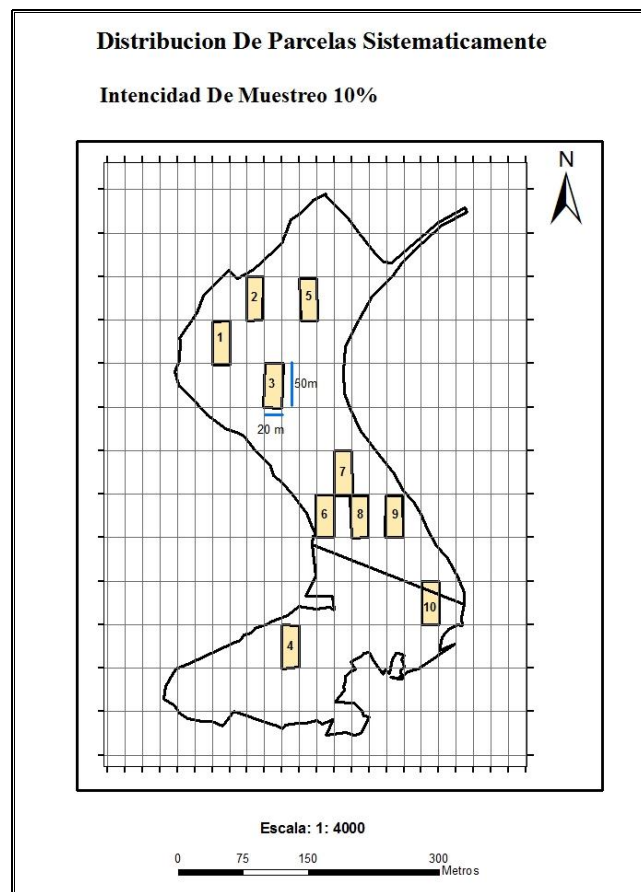 Distribucion De Parcelas Sistematicamente
Intencidad De Muestreo 10%
N
2
5
1
3
50m
20 m
7
6
8
9
10
4
Escala: 1: 4000
0 75 150 300
Metros